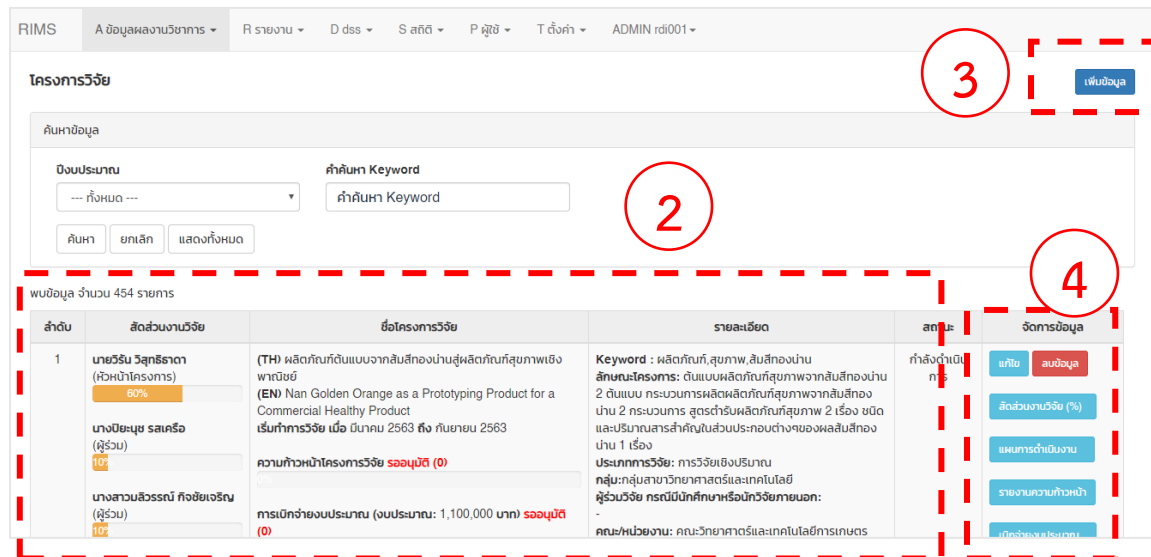 RIMS A ข้อมูลผลงานวิชาการ R รายงาน D dss S สถิติ P ผู้ใช้ T ตั้งค่า ADMIN rdi001
3
โครงการวิจัย
เพิ่มข้อมูล
ค้นหาข้อมูล
ปีงบประมาณ คำค้นหา Keyword
--- ทั้งหมด --- คำค้นหา Keyword
2
ค้นหา ยกเลิก แสดงทั้งหมด
4
พบข้อมูล จำนวน 454 รายการ
ลำดับ สัดส่วนงานวิจัย ชื่อโครงการวิจัย รายละเอียด สถานะ จัดการข้อมูล
1
นายวิรัน วิสุทธิธาดา
(หัวหน้าโครงการ)
60%
นางปิยะนุช รสเครือ
(ผู้ร่วม)
10%
นางสาวมลิวรรณ์ กิจชัยเจริญ
(ผู้ร่วม)
10%
(TH) ผลิตภัณฑ์ต้นแบบจากส้มสีทองน่านสู่ผลิตภัณฑ์สุขภาพเชิง
พาณิชย์
(EN) Nan Golden Orange as a Prototyping Product for a
Commercial Healthy Product
เริ่มทำการวิจัย เมื่อ มีนาคม 2563 ถึง กันยายน 2563
ความก้าวหน้าโครงการวิจัย รออนุมัติ (0)
การเบิกจ่ายงบประมาณ (งบประมาณ: 1,100,000 บาท) รออนุมัติ
(0)
Keyword : ผลิตภัณฑ์,สุขภาพ,ส้มสีทองน่าน
ลักษณะโครงการ: ต้นแบบผลิตภัณฑ์สุขภาพจากส้มสีทองน่าน
2 ต้นแบบ กระบวนการผลิตผลิตภัณฑ์สุขภาพจากส้มสีทอง
น่าน 2 กระบวนการ สูตรตำรับผลิตภัณฑ์สุขภาพ 2 เรื่อง ชนิด
และปริมาณสารสำคัญในส่วนประกอบต่างๆของผลส้มสีทอง
น่าน 1 เรื่อง
ประเภทการวิจัย: การวิจัยเชิงปริมาณ
กลุ่ม:กลุ่มสาขาวิทยาศาสตร์และเทคโนโลยี
ผู้ร่วมวิจัย กรณีมีนักศึกษาหรือนักวิจัยภายนอก:
-
คณะ/หน่วยงาน: คณะวิทยาศาตร์และเทคโนโลยีการเกษตร
กำลังดำเนิน
การ
แก้ไข ลบข้อมูล
สัดส่วนงานวิจัย (%)
แผนการดำเนินงาน
รายงานความก้าวหน้า
เบิกจ่ายงบประมาณ